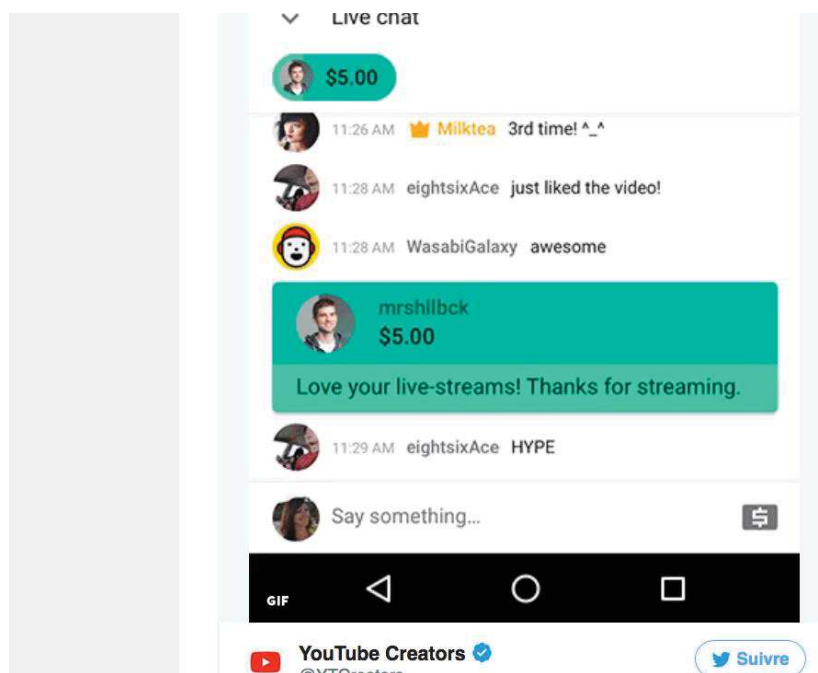 Live chat
$5.00
11:26 AM Milktea 3rd time! ^_^
11:28 AM eightsixAce just liked the video!
11:28 AM WasabiGalaxy awesome
mrshllbck
$5.00
Love your live-streams! Thanks for streaming.
11:29 AM eightsixAce HYPE
Say something...
$
GIF
YouTube Creators
Suivre
@YTCreators